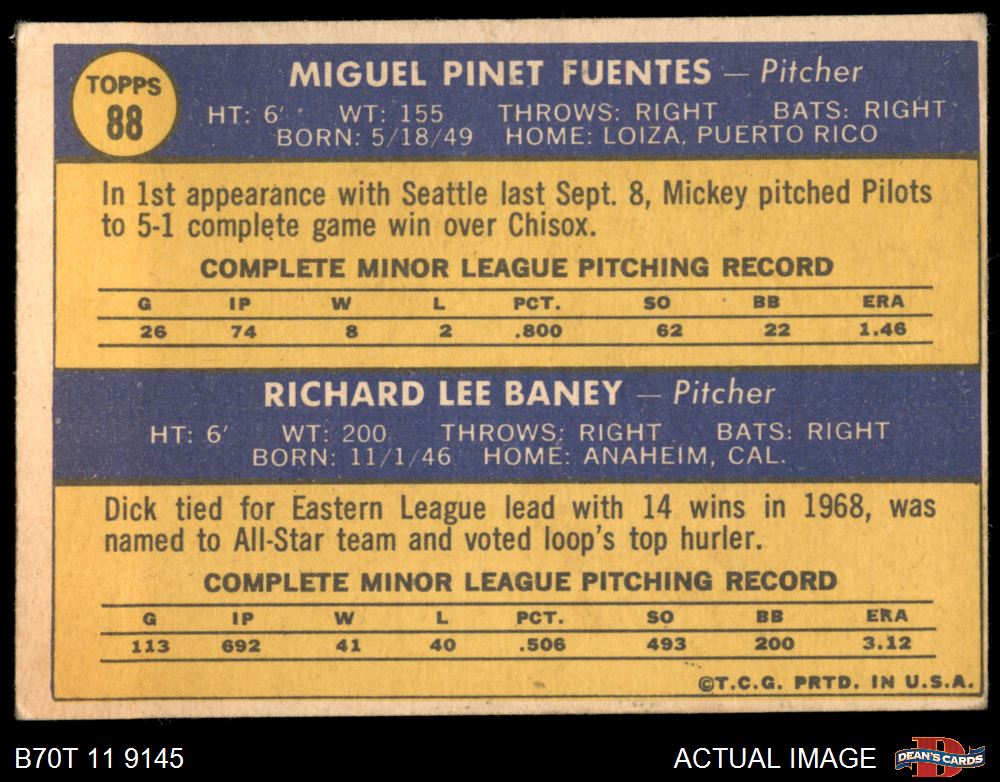 TOPPS
88
MIGUEL PINET FUENTES — Pitcher
HT: 6' WT: 155 THROWS: RIGHT BATS: RIGHT
BORN: 5/18/49 HOME: LOIZA, PUERTO RICO
In 1st appearance with Seattle last Sept. 8, Mickey pitched Pilots
to 5-1 complete game win over Chisox.
COMPLETE MINOR LEAGUE PITCHING RECORD
G IP W L PCT. SO BB ERA
26 74 8 2 .800 62 22 1.46
RICHARD LEE BANEY — Pitcher
HT: 6' WT: 200 THROWS: RIGHT BATS: RIGHT
BORN: 11/1/46 HOME: ANAHEIM, CAL.
Dick tied for Eastern League lead with 14 wins in 1968, was
named to All-Star team and voted loop's top hurler.
COMPLETE MINOR LEAGUE PITCHING RECORD
G IP W L PCT. SO BB ERA
113 692 41 40 .506 493 200 3.12
©T.C.G. PRTD. IN U.S.A.
B70T 11 9145
ACTUAL IMAGE
DEAN'S CARDS